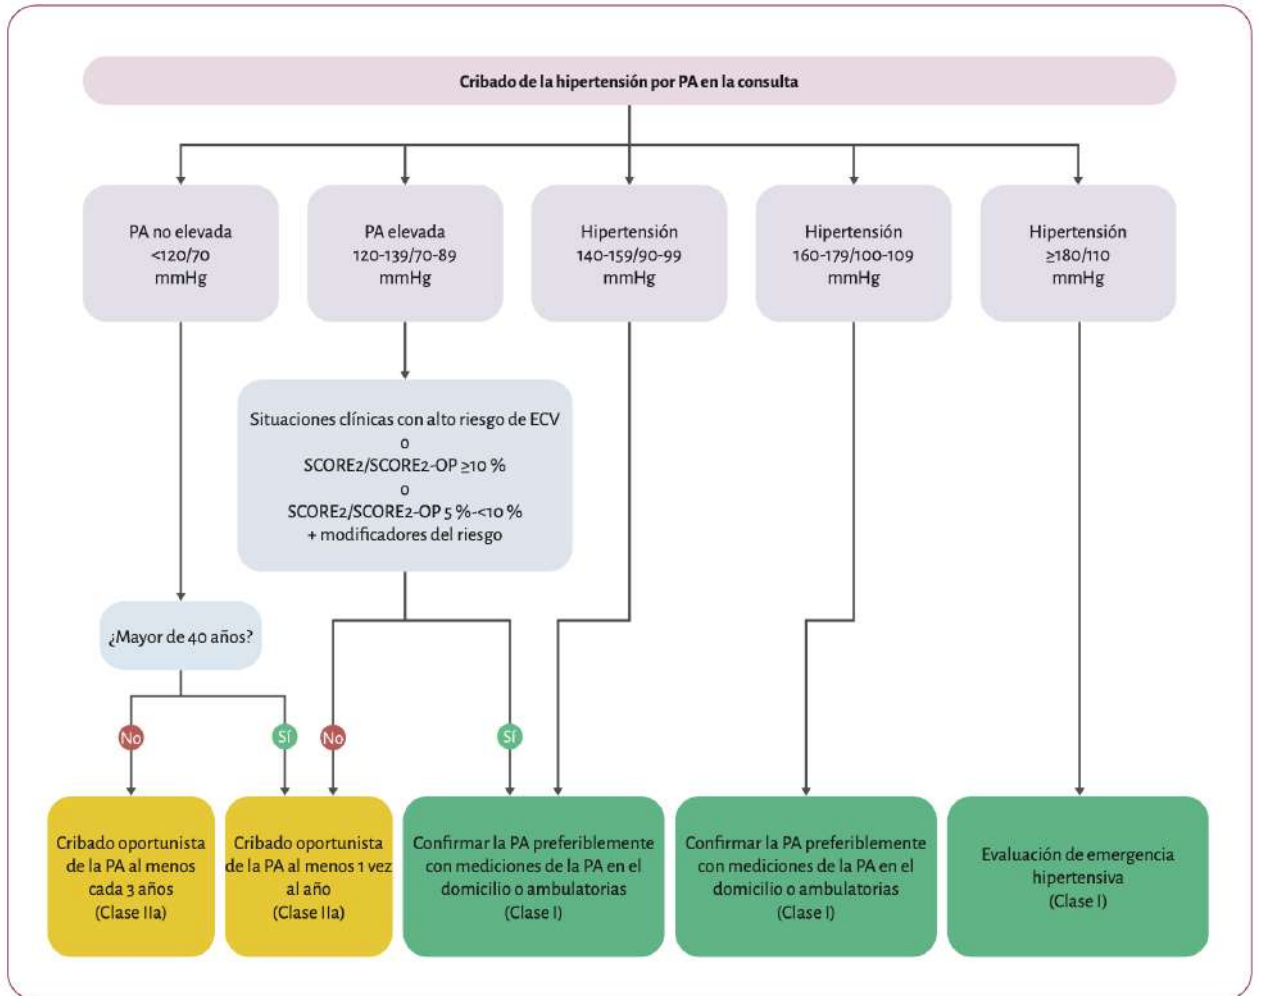 Cribado de la hipertensión por PA en la consulta
PA no elevada
<120/70
mmHg
PA elevada
120-139/70-89
mmHg
Hipertensión
140-159/90-99
mmHg
Hipertensión
160-179/100-109
mmHg
Hipertensión
≥180/110
mmHg
Situaciones clínicas con alto riesgo de ECV
o
SCORE2/SCORE2-OP ≥10 %
o
SCORE2/SCORE2-OP 5 %-<10 %
+ modificadores del riesgo
¿Mayor de 40 años?
No
Sí
No
Sí
Cribado oportunista
de la PA al menos
cada 3 años
(Clase IIa)
Cribado oportunista
de la PA al menos 1 vez
al año
(Clase IIa)
Confirmar la PA preferiblemente
con mediciones de la PA en el
domicilio o ambulatorias
(Clase I)
Confirmar la PA preferiblemente
con mediciones de la PA en el
domicilio o ambulatorias
(Clase I)
Evaluación de emergencia
hipertensiva
(Clase I)